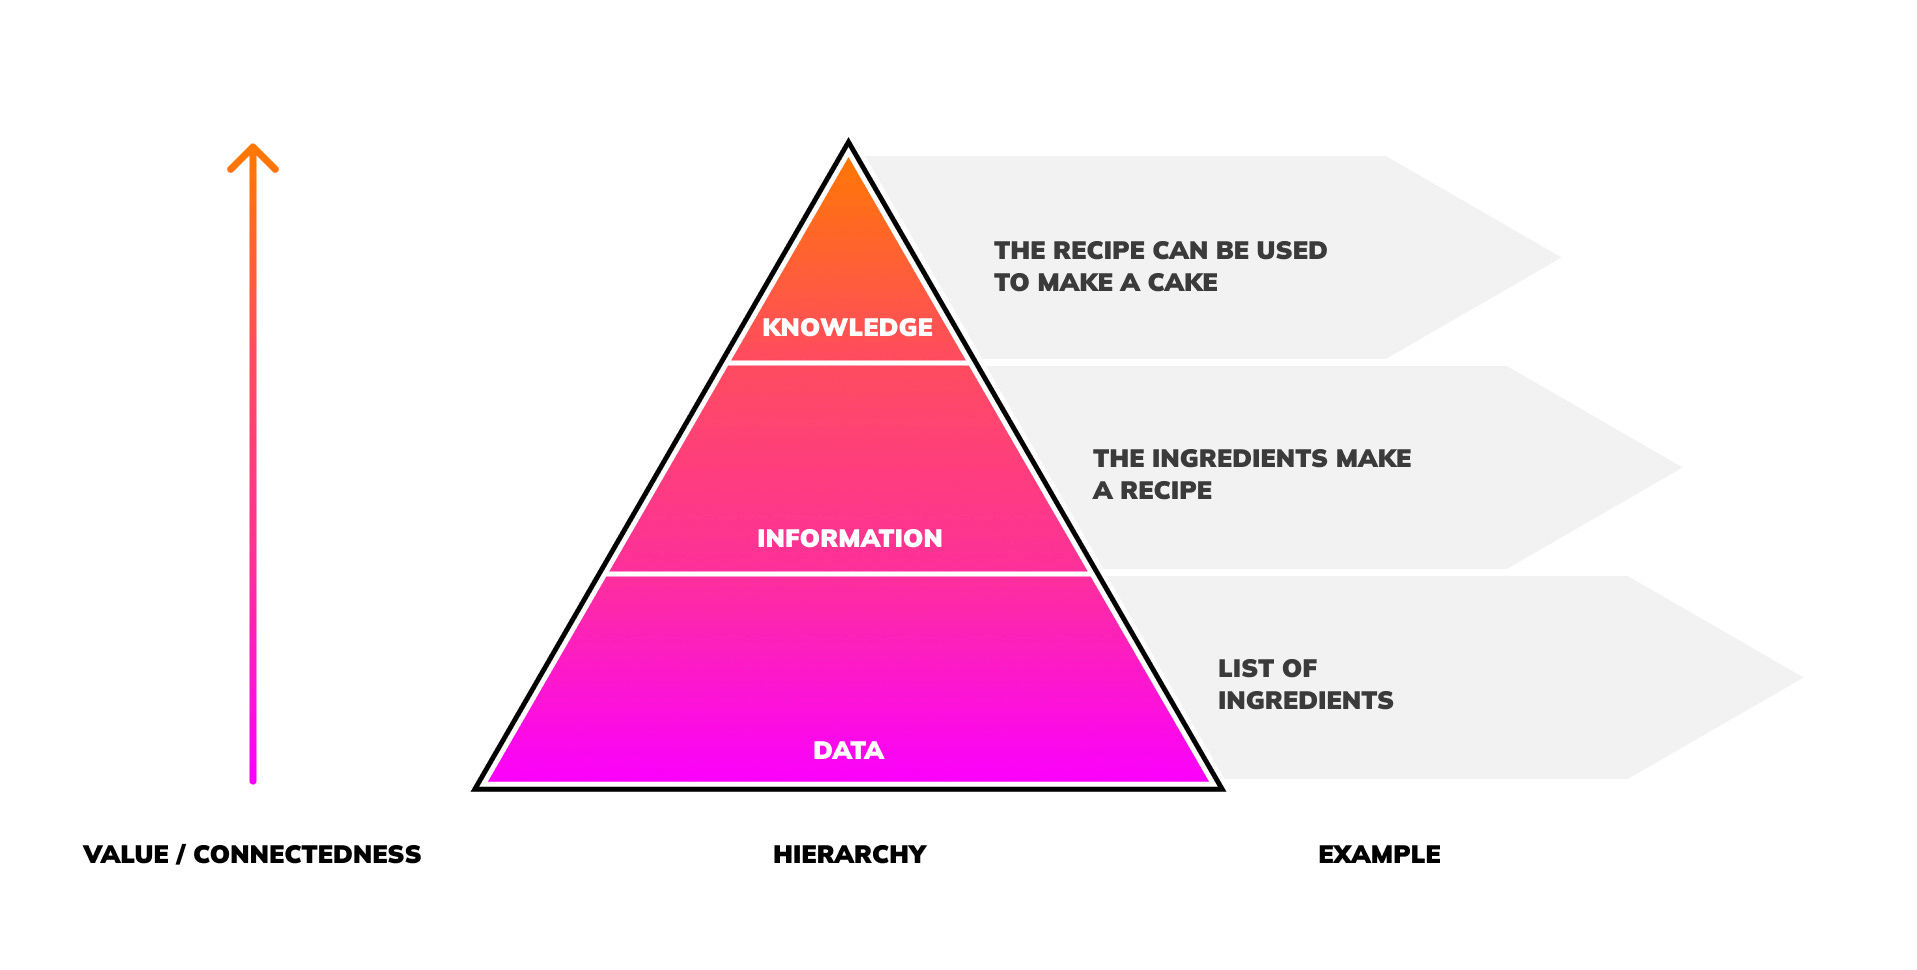 THE RECIPE CAN BE USED
TO MAKE A CAKE
KNOWLEDGE
THE INGREDIENTS MAKE
A RECIPE
INFORMATION
LIST OF
INGREDIENTS
DATA
VALUE / CONNECTEDNESS
HIERARCHY
EXAMPLE